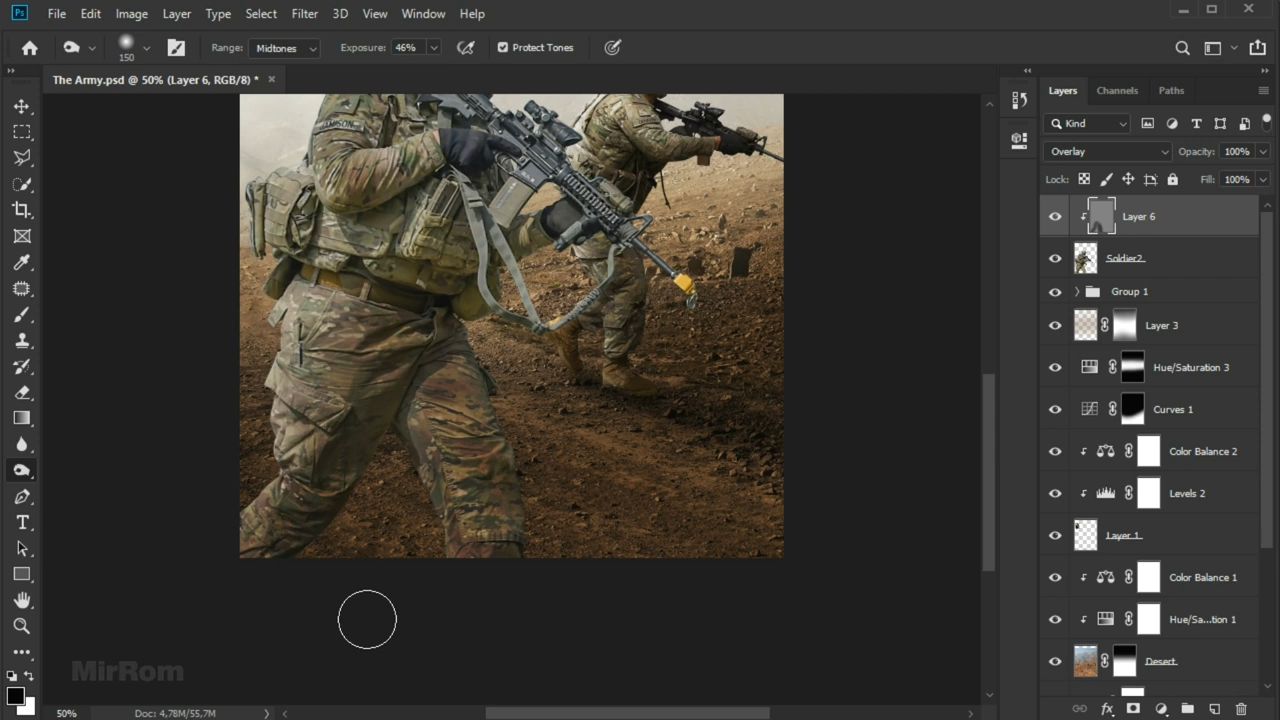 Ps File Edit Image Layer Type Select Filter 3D View Window Help
150 Range: Midtones Exposure: 46% Protect Tones
The Army.psd @ 50% (Layer 6, RGB/8) *
Layers Channels Paths
Kind
Overlay Opacity: 100%
Lock: Fill: 100%
Layer 6
Soldier2
Group 1
Layer 3
Hue/Saturation 3
Curves 1
Color Balance 2
Levels 2
Layer 1
Color Balance 1
Hue/Sa...tion 1
Desert
MirRom
50% Doc: 4,78M/55,7M